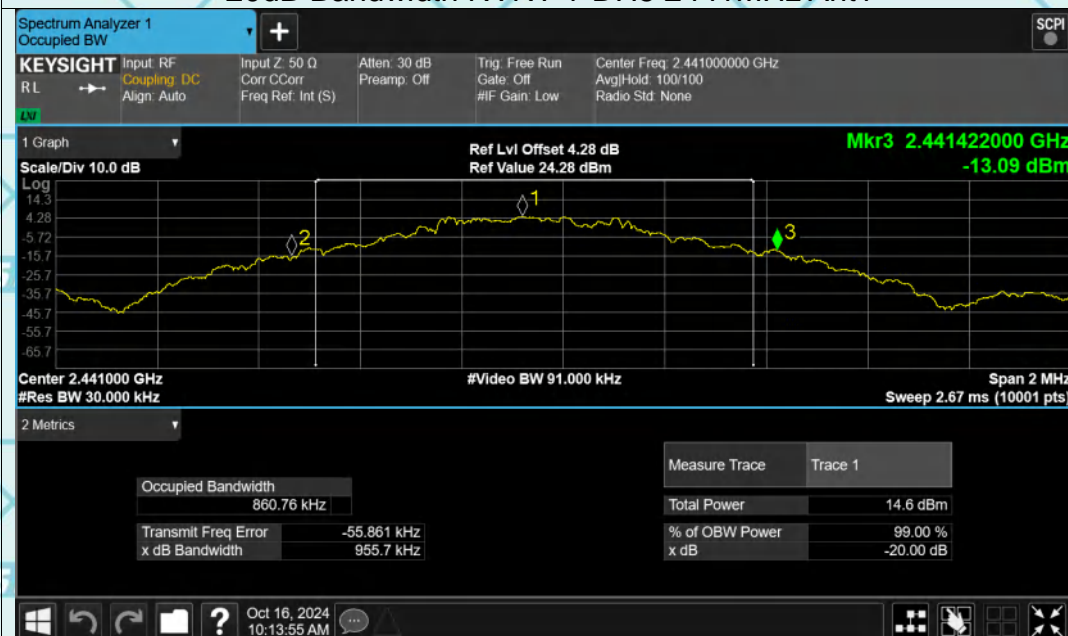 Spectrum Analyzer 1
Occupied BW
+
SCPI
KEYSIGHT
RL
LXI
Input: RF
Coupling: DC
Align: Auto
Input Z: 50 Ω
Corr CCorr
Freq Ref: Int (S)
Atten: 30 dB
Preamp: Off
Trig: Free Run
Gate: Off
#IF Gain: Low
Center Freq: 2.441000000 GHz
Avg|Hold: 100/100
Radio Std: None
1 Graph
Scale/Div 10.0 dB
Ref Lvl Offset 4.28 dB
Ref Value 24.28 dBm
Mkr3 2.441422000 GHz
-13.09 dBm
Log
14.3
4.28
-5.72
-15.7
-25.7
-35.7
-45.7
-55.7
-65.7
1
2
3
Center 2.441000 GHz
#Res BW 30.000 kHz
#Video BW 91.000 kHz
Span 2 MHz
Sweep 2.67 ms (10001 pts)
2 Metrics
Measure Trace Trace 1
Occupied Bandwidth
860.76 kHz
Total Power 14.6 dBm
Transmit Freq Error -55.861 kHz
% of OBW Power 99.00 %
x dB Bandwidth 955.7 kHz
x dB -20.00 dB
?
Oct 16, 2024
10:13:55 AM